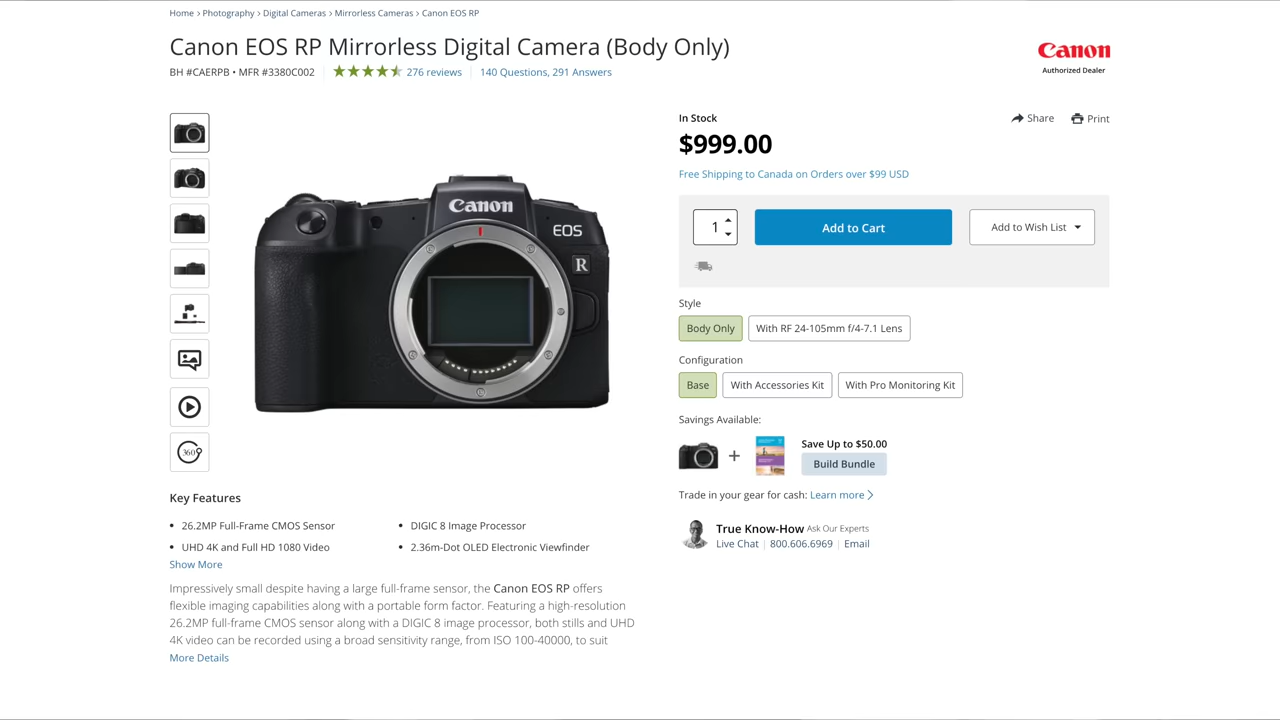 Home > Photography > Digital Cameras > Mirrorless Cameras > Canon EOS RP
Canon EOS RP Mirrorless Digital Camera (Body Only)
BH #CAERPB • MFR #3380C002
276 reviews
140 Questions, 291 Answers
Canon
Authorized Dealer
In Stock
Share
Print
$999.00
Free Shipping to Canada on Orders over $99 USD
1
Add to Cart
Add to Wish List
Canon
EOS
R
360°
Style
Body Only
With RF 24-105mm f/4-7.1 Lens
Configuration
Base
With Accessories Kit
With Pro Monitoring Kit
Savings Available:
+
Save Up to $50.00
Build Bundle
Trade in your gear for cash: Learn more >
True Know-How Ask Our Experts
Live Chat | 800.606.6969 | Email
Key Features
• 26.2MP Full-Frame CMOS Sensor
• DIGIC 8 Image Processor
• UHD 4K and Full HD 1080 Video
• 2.36m-Dot OLED Electronic Viewfinder
Show More
Impressively small despite having a large full-frame sensor, the Canon EOS RP offers
flexible imaging capabilities along with a portable form factor. Featuring a high-resolution
26.2MP full-frame CMOS sensor along with a DIGIC 8 image processor, both stills and UHD
4K video can be recorded using a broad sensitivity range, from ISO 100-40000, to suit
More Details